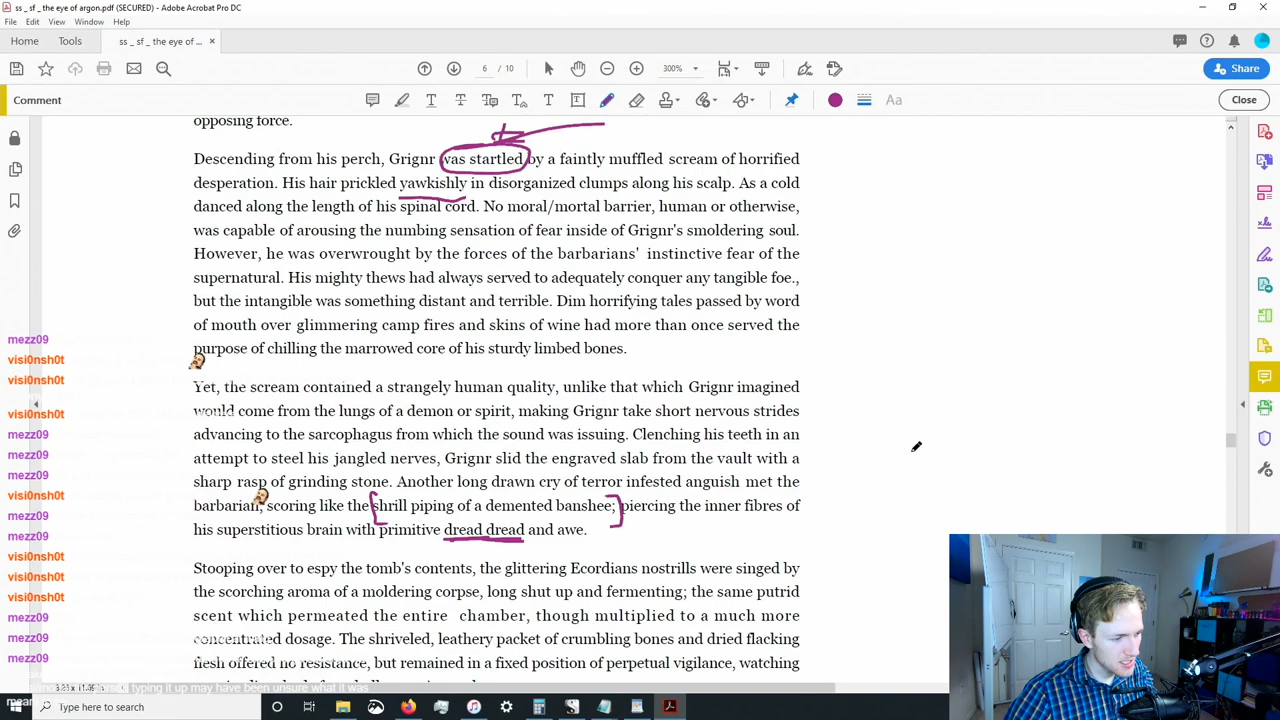 ss _ sf _ the eye of argon.pdf (SECURED) - Adobe Acrobat Pro DC
File Edit View Window Help
Home Tools ss _ sf _ the eye of ... ×
6 / 10 300% Share
Comment Aa Close
opposing force.
Descending from his perch, Grignr was startled by a faintly muffled scream of horrified
desperation. His hair prickled yawkishly in disorganized clumps along his scalp. As a cold
danced along the length of his spinal cord. No moral/mortal barrier, human or otherwise,
was capable of arousing the numbing sensation of fear inside of Grignr's smoldering soul.
However, he was overwrought by the forces of the barbarians' instinctive fear of the
supernatural. His mighty thews had always served to adequately conquer any tangible foe.,
but the intangible was something distant and terrible. Dim horrifying tales passed by word
of mouth over glimmering camp fires and skins of wine had more than once served the
purpose of chilling the marrowed core of his sturdy limbed bones.
Yet, the scream contained a strangely human quality, unlike that which Grignr imagined
would come from the lungs of a demon or spirit, making Grignr take short nervous strides
advancing to the sarcophagus from which the sound was issuing. Clenching his teeth in an
attempt to steel his jangled nerves, Grignr slid the engraved slab from the vault with a
sharp rasp of grinding stone. Another long drawn cry of terror infested anguish met the
barbarian, scoring like the shrill piping of a demented banshee; piercing the inner fibres of
his superstitious brain with primitive dread dread and awe.
Stooping over to espy the tomb's contents, the glittering Ecordians nostrils were singed by
the scorching aroma of a moldering corpse, long shut up and fermenting; the same putrid
scent which permeated the entire chamber, though multiplied to a much more
concentrated dosage. The shriveled, leathery packet of crumbling bones and dried flacking
flesh offered no resistance, but remained in a fixed position of perpetual vigilance, watching
mezz09
visi0nsh0t
visi0nsh0t
visi0nsh0t
mezz09
mezz09
mezz09
visi0nsh0t
mezz09
visi0nsh0t
visi0nsh0t
visi0nsh0t
visi0nsh0t
mezz09
mezz09
mezz09
typing it up may have been unsure what it was
Type here to search